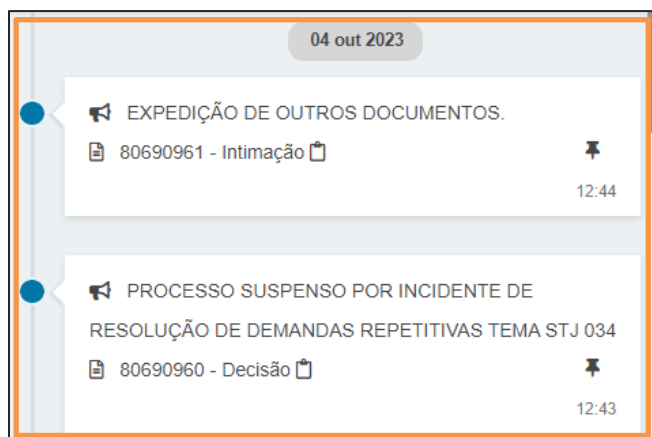 04 out 2023
EXPEDIÇÃO DE OUTROS DOCUMENTOS.
80690961 - Intimação
12:44
PROCESSO SUSPENSO POR INCIDENTE DE
RESOLUÇÃO DE DEMANDAS REPETITIVAS TEMA STJ 034
80690960 - Decisão
12:43